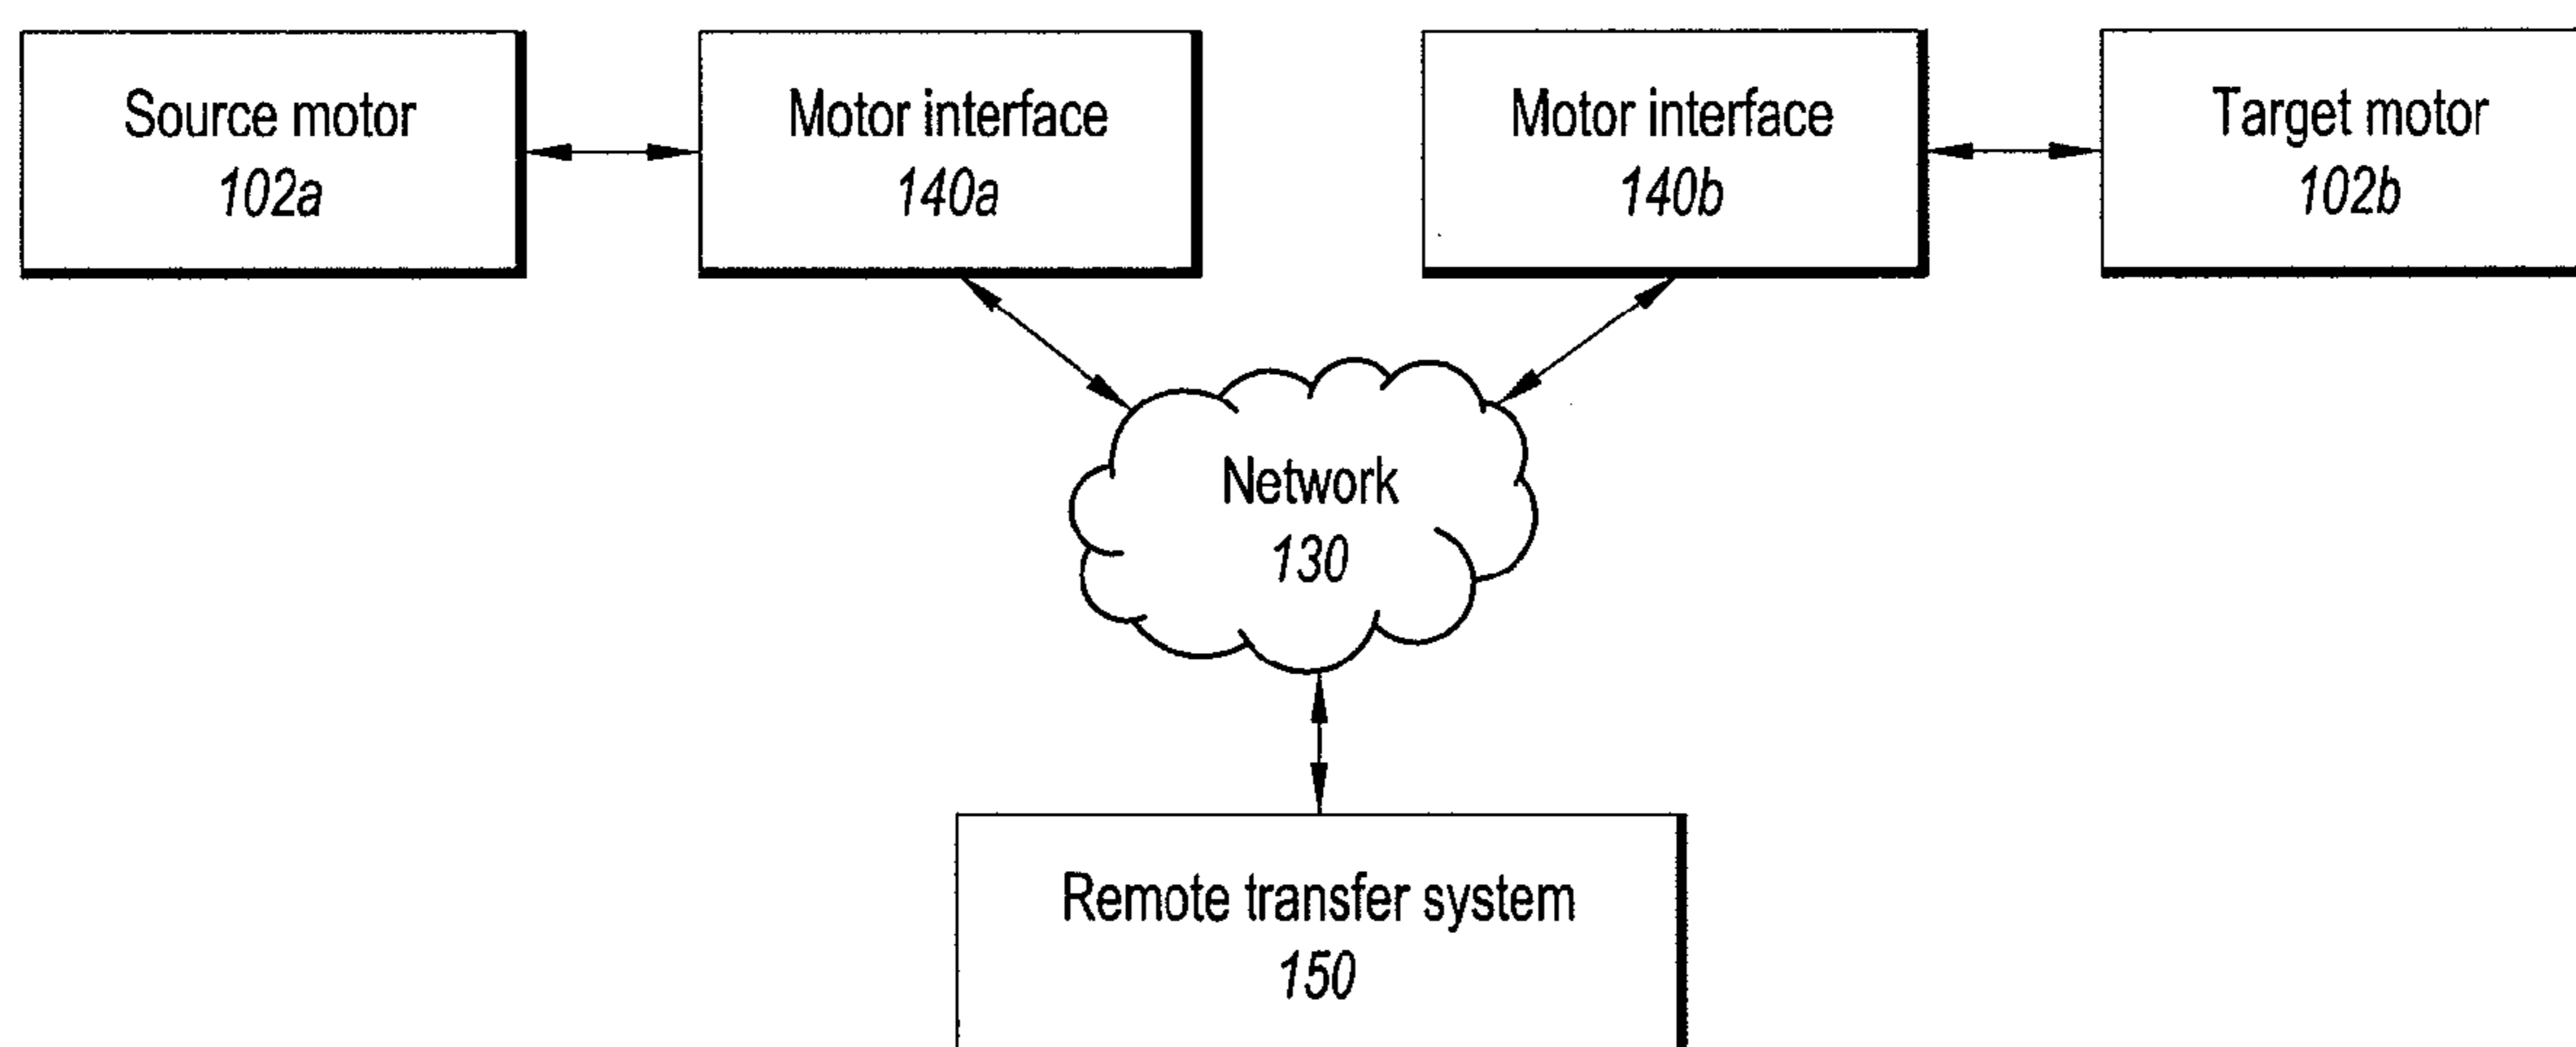 Source motor
102a
Motor interface
140a
Motor interface
140b
Target motor
102b
Network
130
Remote transfer system
150